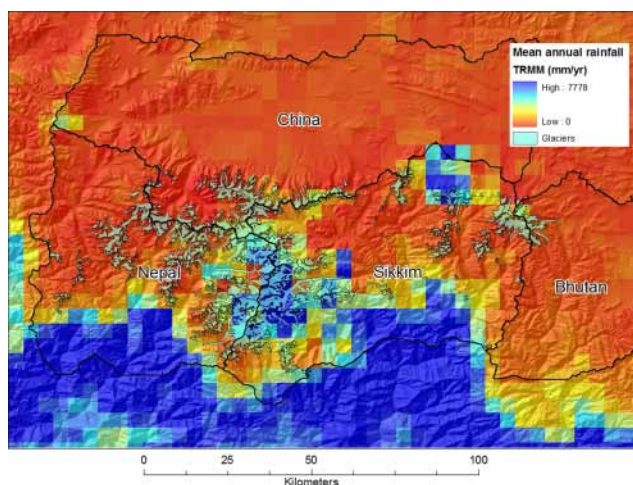 Mean annual rainfall
TRMM (mm/yr)
High : 7778
Low : 0
Glaciers
China
Nepal
Sikkim
Bhutan
0 25 50 100
Kilometers